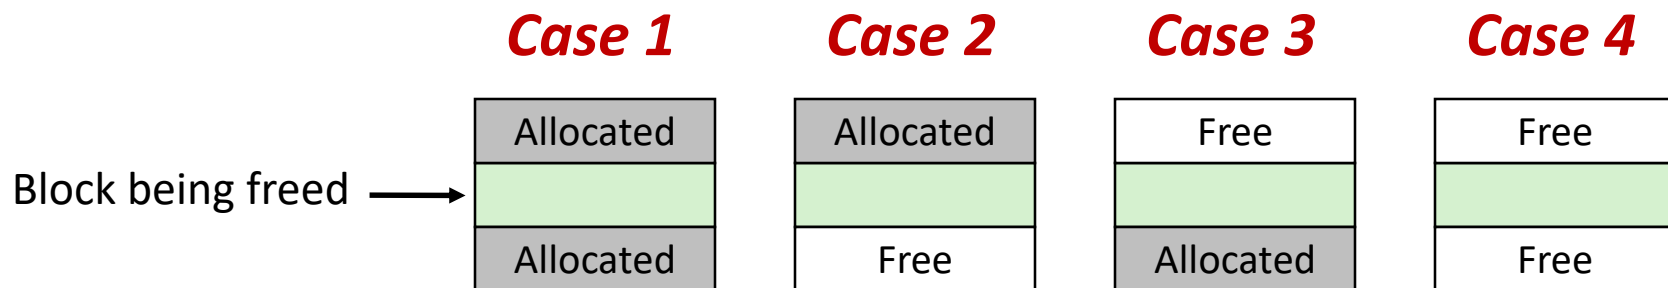 Case 1 Case 2 Case 3 Case 4
Allocated Allocated Free Free
Block being freed
Allocated Free Allocated Free